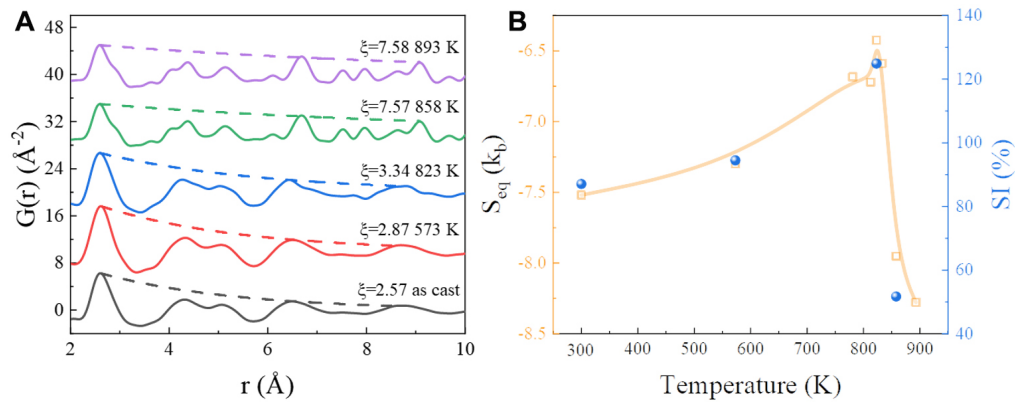 A
G(r) (Å⁻²)
48
40
32
24
16
8
0
ξ=7.58 893 K
ξ=7.57 858 K
ξ=3.34 823 K
ξ=2.87 573 K
ξ=2.57 as cast
2 4 6 8 10
r (Å)
B
S_eq (k_b)
-6.5
-7.0
-7.5
-8.0
-8.5
300 400 500 600 700 800 900
Temperature (K)
140
120
100
80
60
40
SI (%)